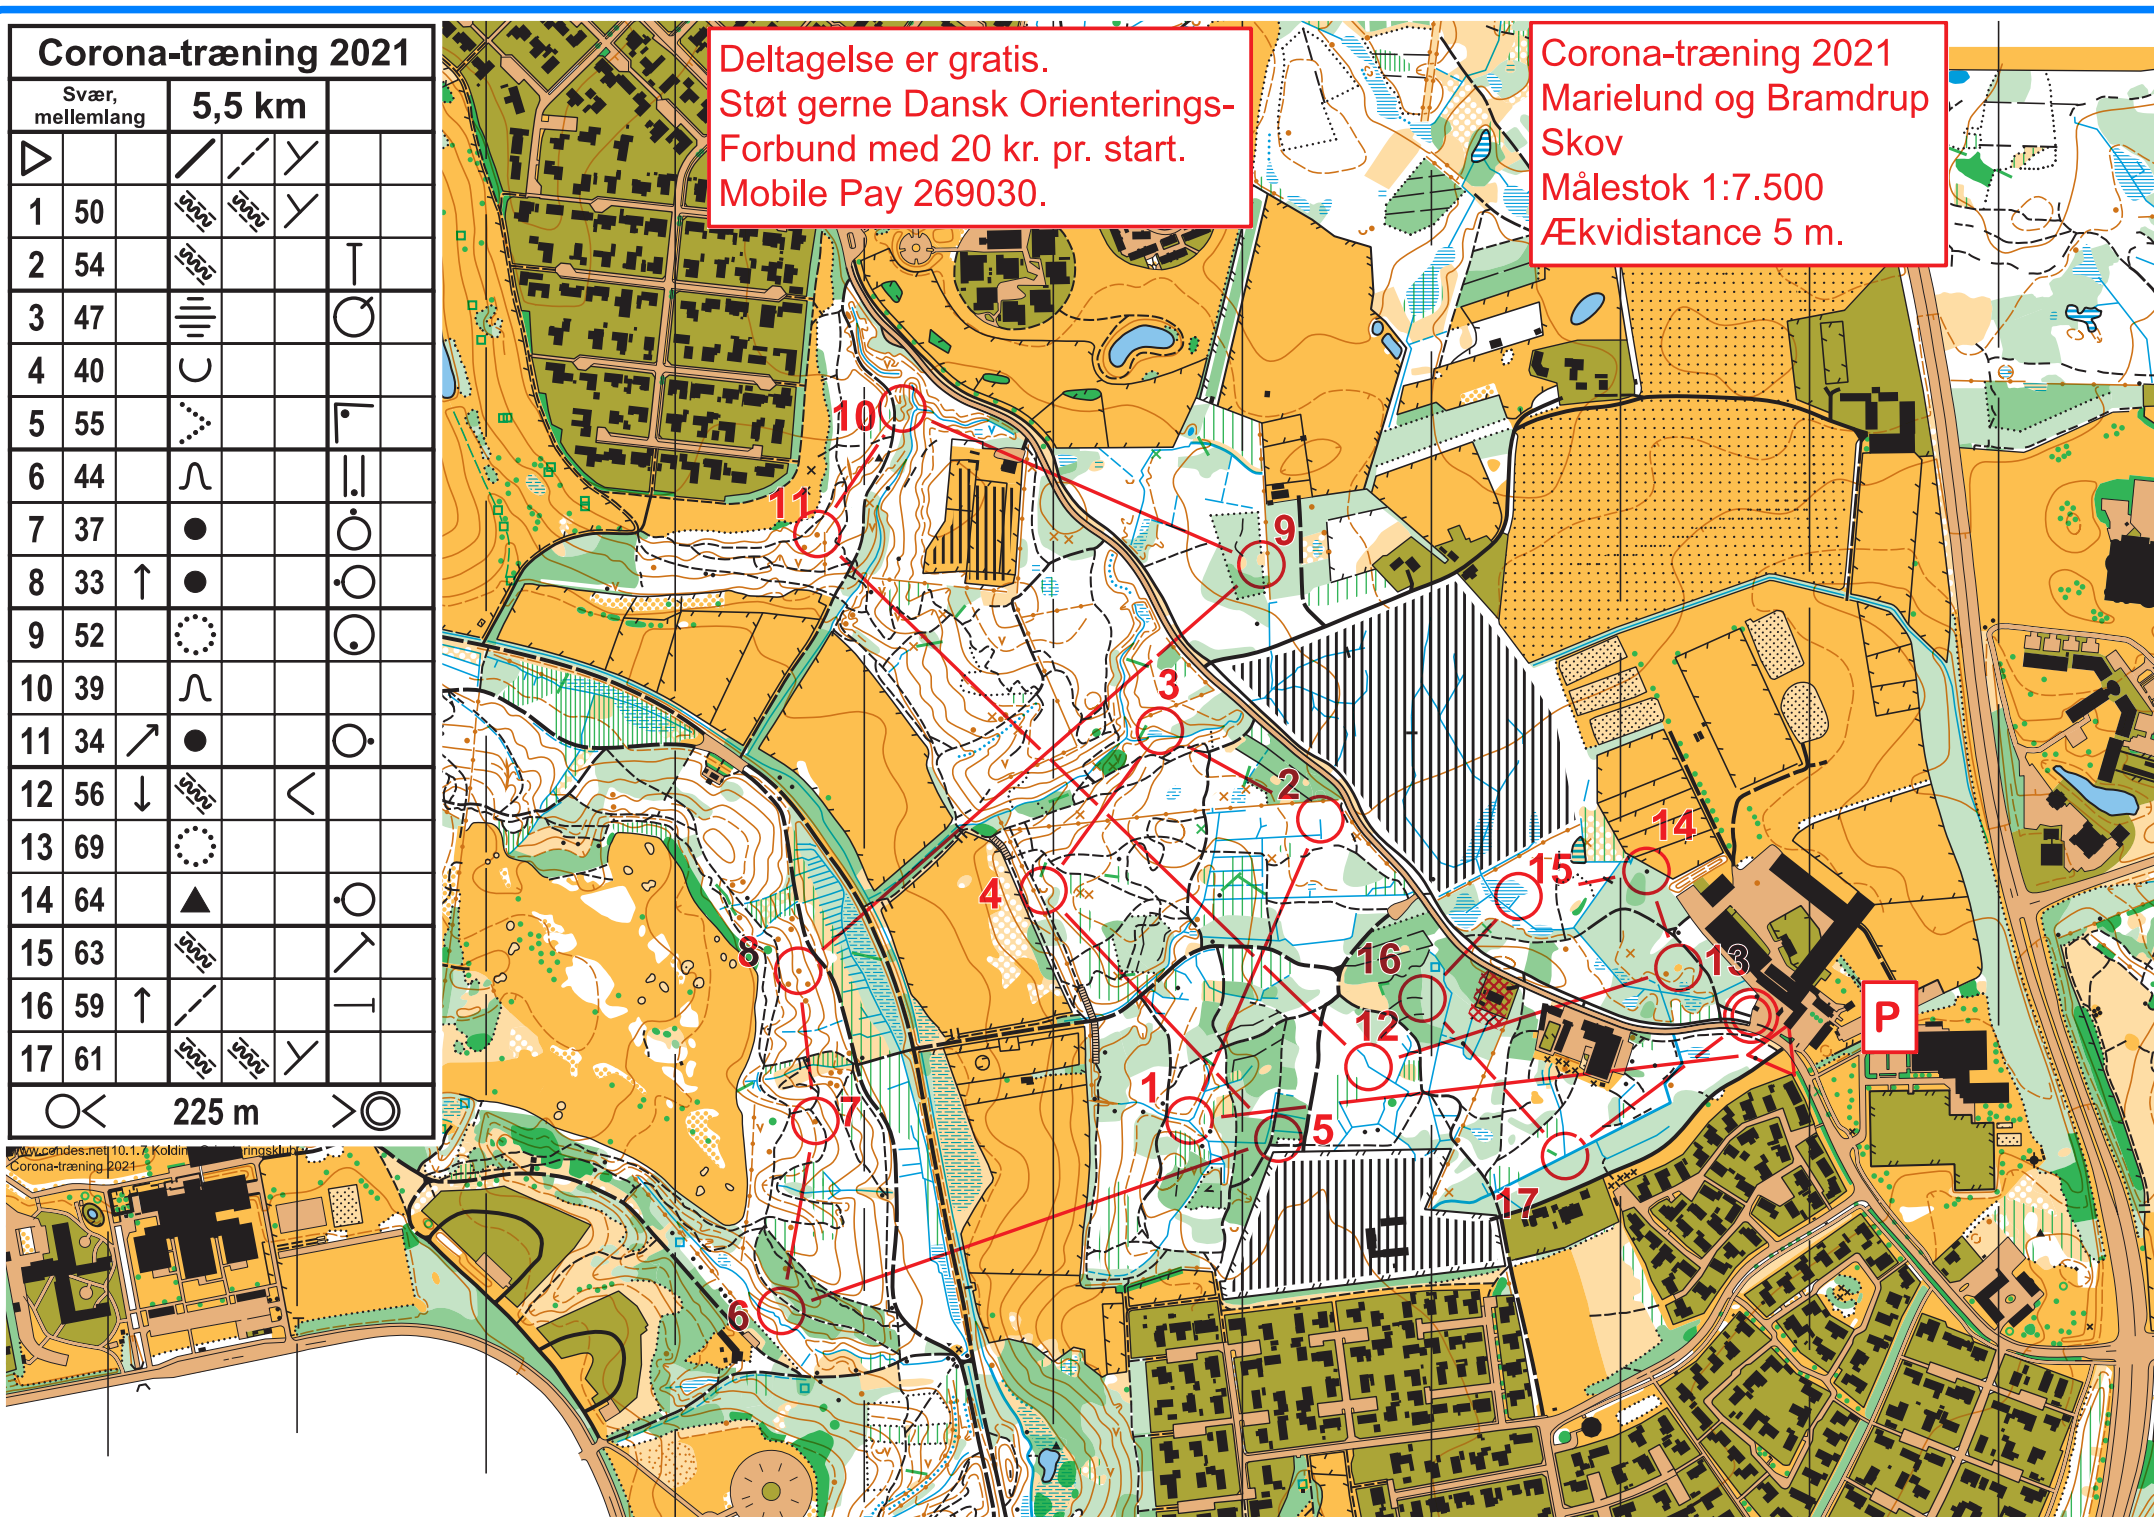 Corona-træning 2021
Svær,
mellemlang
5,5 km
1 50
2 54
3 47
4 40
5 55
6 44
7 37
8 33
9 52
10 39
11 34
12 56
13 69
14 64
15 63
16 59
17 61
225 m
Corona-træning 2021
Deltagelse er gratis.
Støt gerne Dansk Orienterings-
Forbund med 20 kr. pr. start.
Mobile Pay 269030.
Corona-træning 2021
Marielund og Bramdrup
Skov
Målestok 1:7.500
Ækvidistance 5 m.
10
11
9
3
2
4
14
15
8
16
13
12
P
1
7
5
17
6